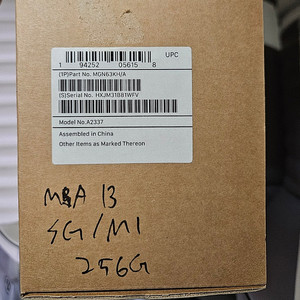 UPC
1 94252 05615 8
(1P)Part No. MGN63KH/A
(S)Serial No. HXJM31B81WFV
Model No.A2337
Assembled in China
Other Items as Marked Thereon
MBA 13
SG/M1
256G